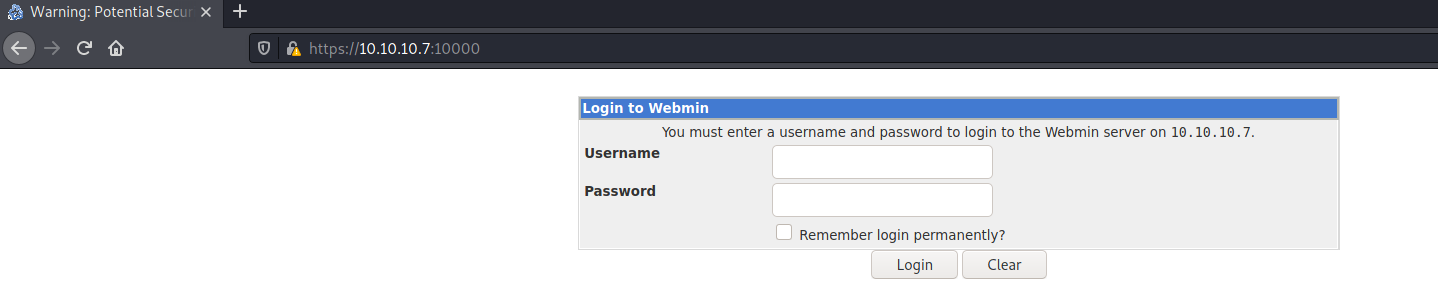 Warning: Potential Secur
https://10.10.10.7:10000
Login to Webmin
You must enter a username and password to login to the Webmin server on 10.10.10.7.
Username
Password
Remember login permanently?
Login Clear